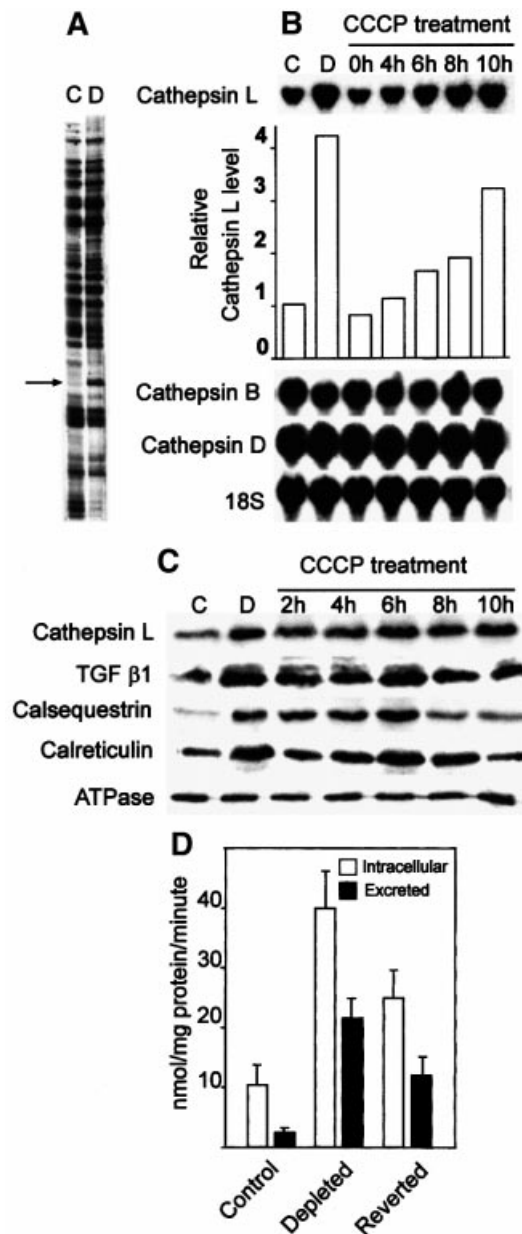 A
C D
B
CCCP treatment
C D 0h 4h 6h 8h 10h
Cathepsin L
Relative
Cathepsin L level
4
3
2
1
0
Cathepsin B
Cathepsin D
18S
C
CCCP treatment
C D 2h 4h 6h 8h 10h
Cathepsin L
TGF β1
Calsequestrin
Calreticulin
ATPase
D
Intracellular
Excreted
nmol/mg protein/minute
40
30
20
10
Control
Depleted
Reverted